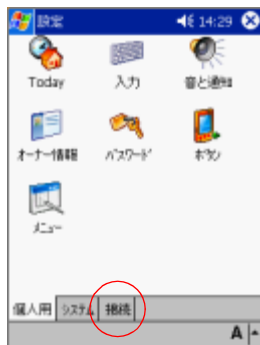 設定 14:29
Today 入力 音と通知
オーナー情報 パスワード ボタン
メニュー
個人用 システム 接続
A